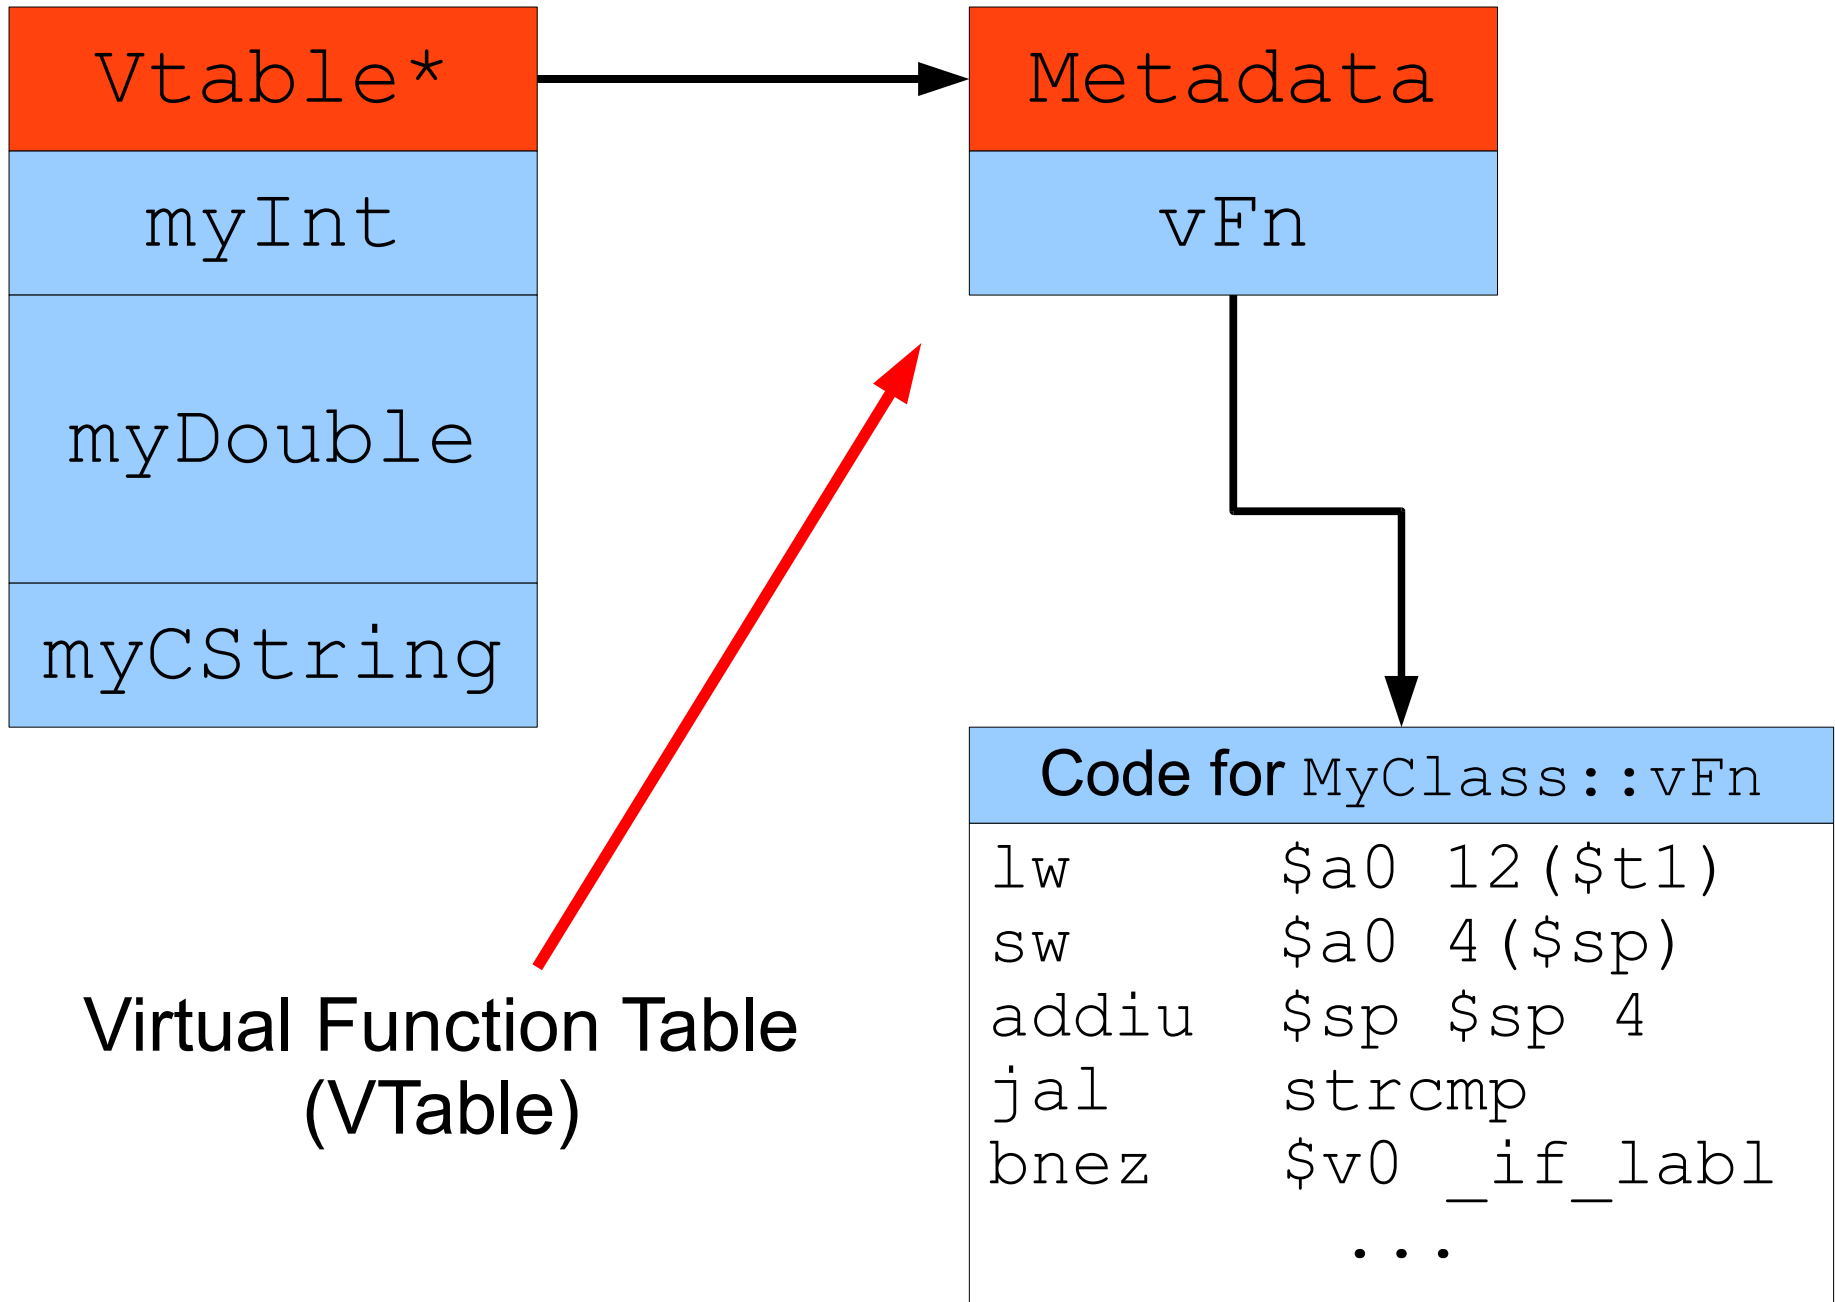 Vtable*
myInt
myDouble
myCString
Metadata
vFn
Virtual Function Table
(VTable)
Code for MyClass::vFn
lw $a0 12($t1)
sw $a0 4($sp)
addiu $sp $sp 4
jal strcmp
bnez $v0 _if_labl
...